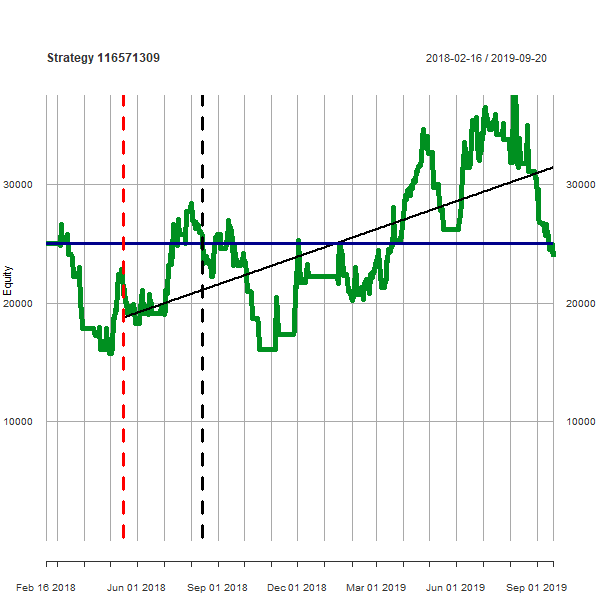 Strategy 116571309
2018-02-16 / 2019-09-20
30000
30000
Equity
20000
20000
10000
10000
Feb 16 2018
Jun 01 2018
Sep 01 2018
Dec 01 2018
Mar 01 2019
Jun 01 2019
Sep 01 2019